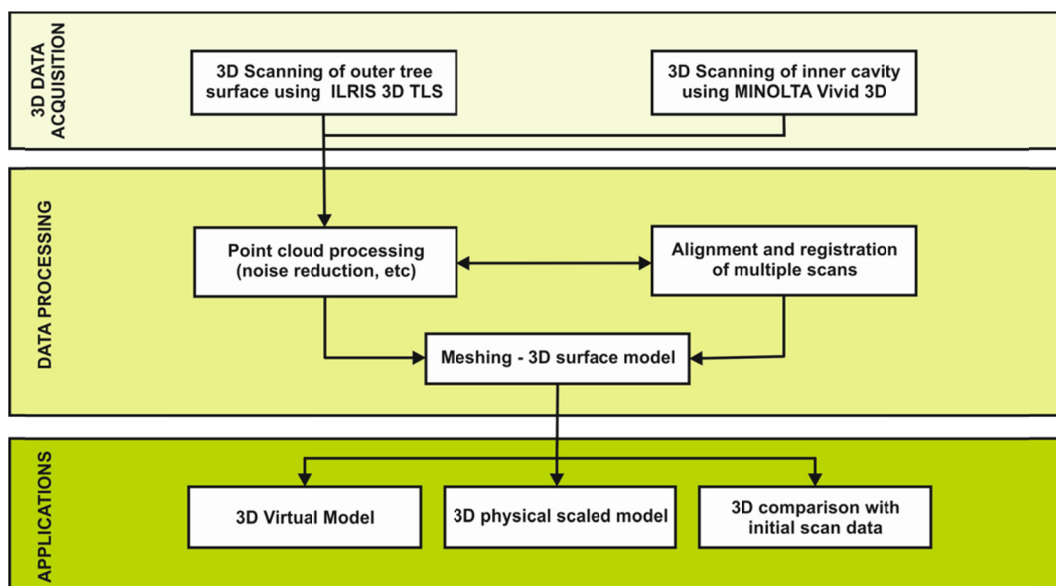 3D DATA
ACQUISITION
3D Scanning of outer tree
surface using ILRIS 3D TLS
3D Scanning of inner cavity
using MINOLTA Vivid 3D
DATA PROCESSING
Point cloud processing
(noise reduction, etc)
Alignment and registration
of multiple scans
Meshing - 3D surface model
APPLICATIONS
3D Virtual Model
3D physical scaled model
3D comparison with
initial scan data